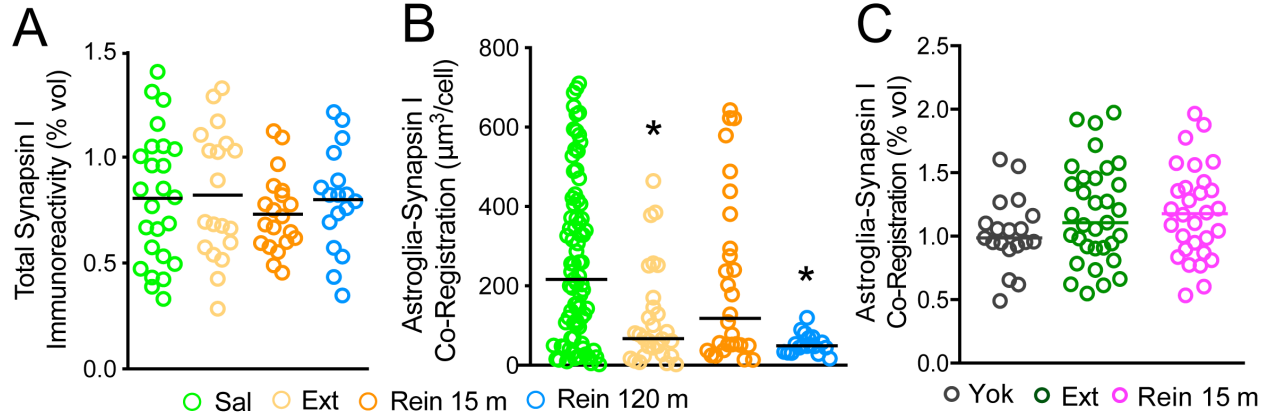 A
Total Synapsin I
Immunoreactivity (% vol)
1.5
1.0
0.5
0.0
B
Astroglia-Synapsin I
Co-Registration (μm³/cell)
800
600
400
200
0
*
*
C
Astroglia-Synapsin I
Co-Registration (% vol)
2.5
2.0
1.5
1.0
0.5
0.0
Sal Ext Rein 15 m Rein 120 m
Yok Ext Rein 15 m